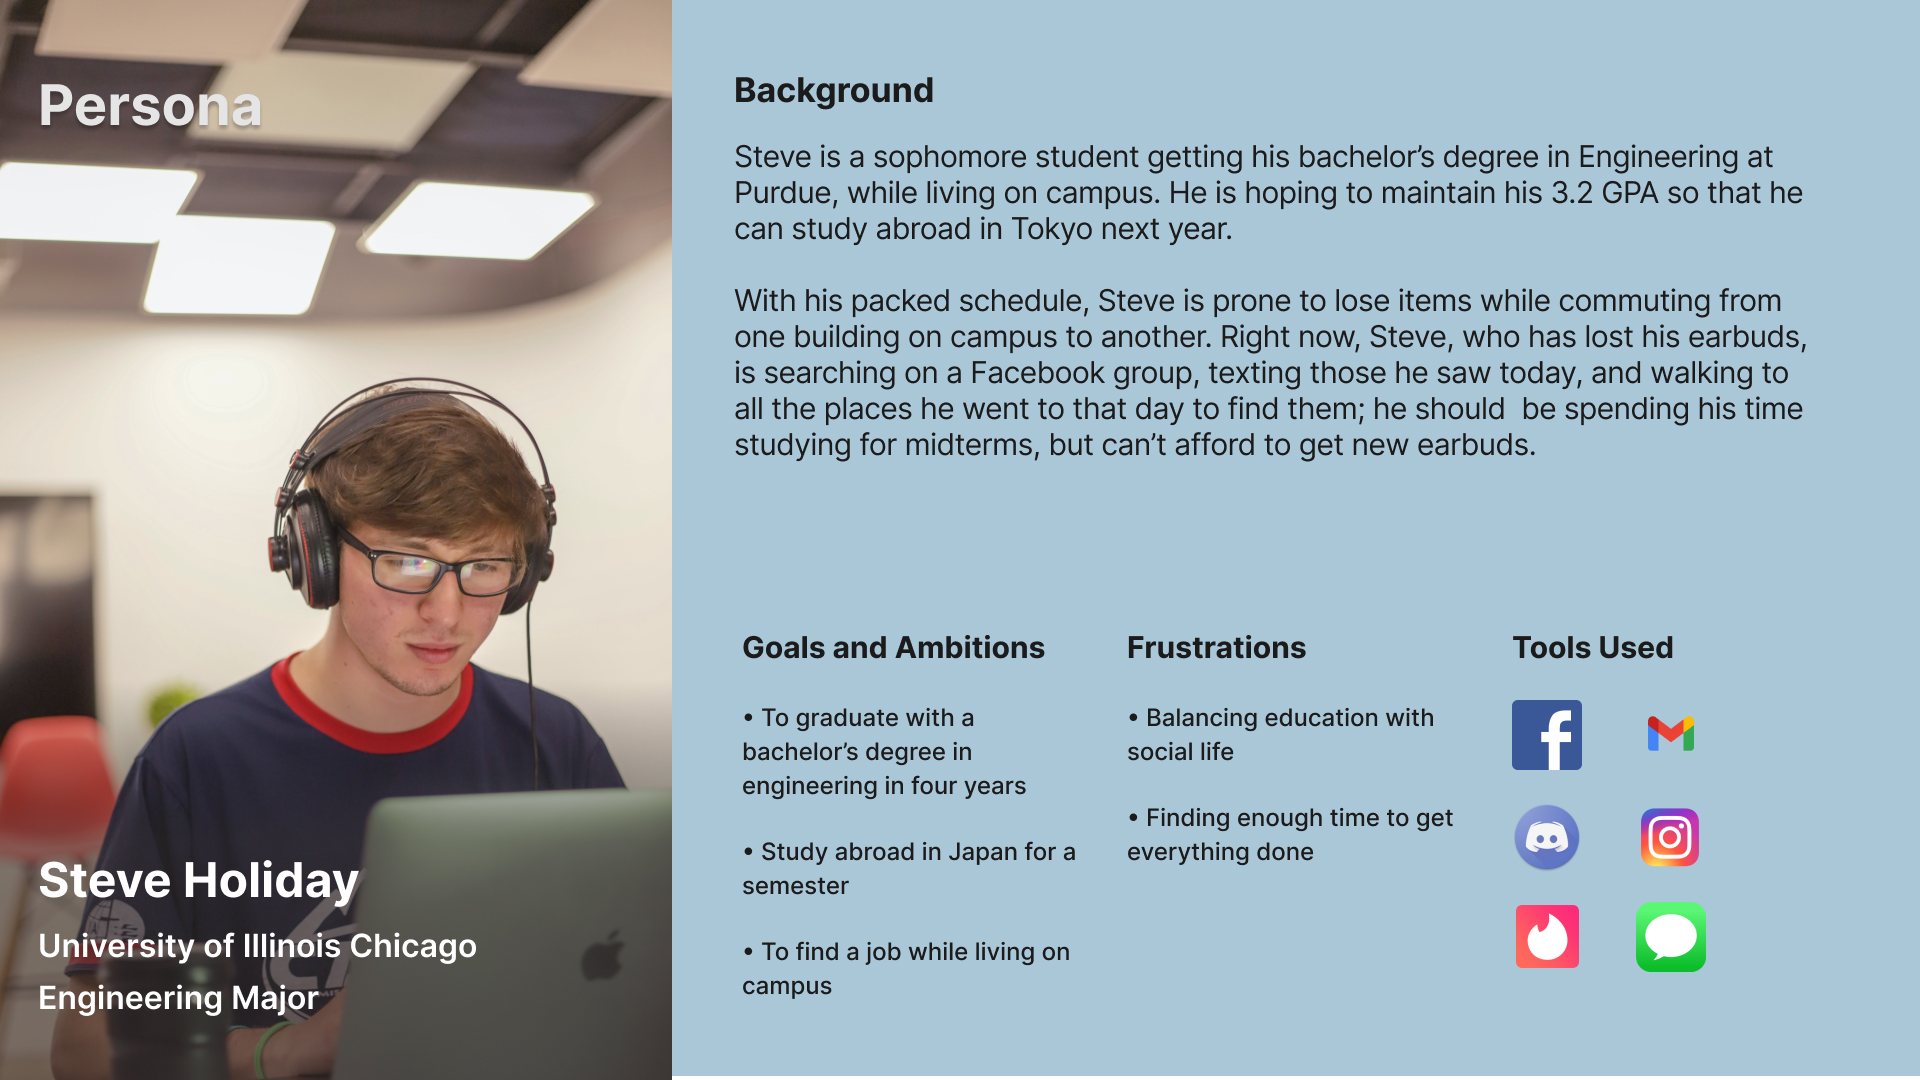 Persona
Steve Holiday
University of Illinois Chicago
Engineering Major
Background
Steve is a sophomore student getting his bachelor’s degree in Engineering at
Purdue, while living on campus. He is hoping to maintain his 3.2 GPA so that he
can study abroad in Tokyo next year.
With his packed schedule, Steve is prone to lose items while commuting from
one building on campus to another. Right now, Steve, who has lost his earbuds,
is searching on a Facebook group, texting those he saw today, and walking to
all the places he went to that day to find them; he should  be spending his time
studying for midterms, but can’t afford to get new earbuds.
Goals and Ambitions
• To graduate with a
bachelor’s degree in
engineering in four years
• Study abroad in Japan for a
semester
• To find a job while living on
campus
Frustrations
• Balancing education with
social life
• Finding enough time to get
everything done
Tools Used